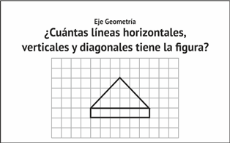 Eje Geometría
¿Cuántas líneas horizontales,
verticales y diagonales tiene la figura?